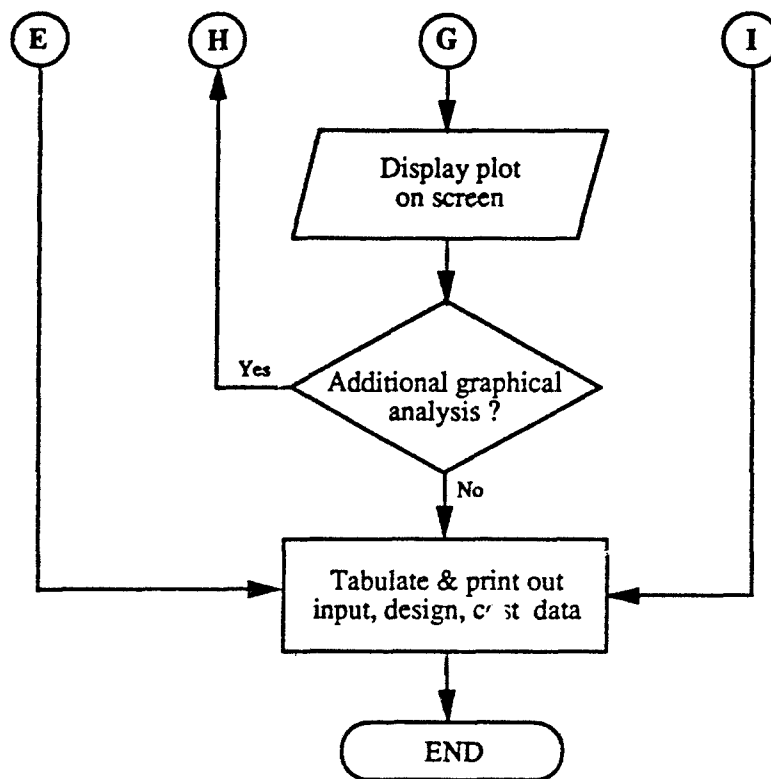 E
H
G
I
Display plot
on screen
Yes
Additional graphical
analysis ?
No
Tabulate & print out
input, design, data
END